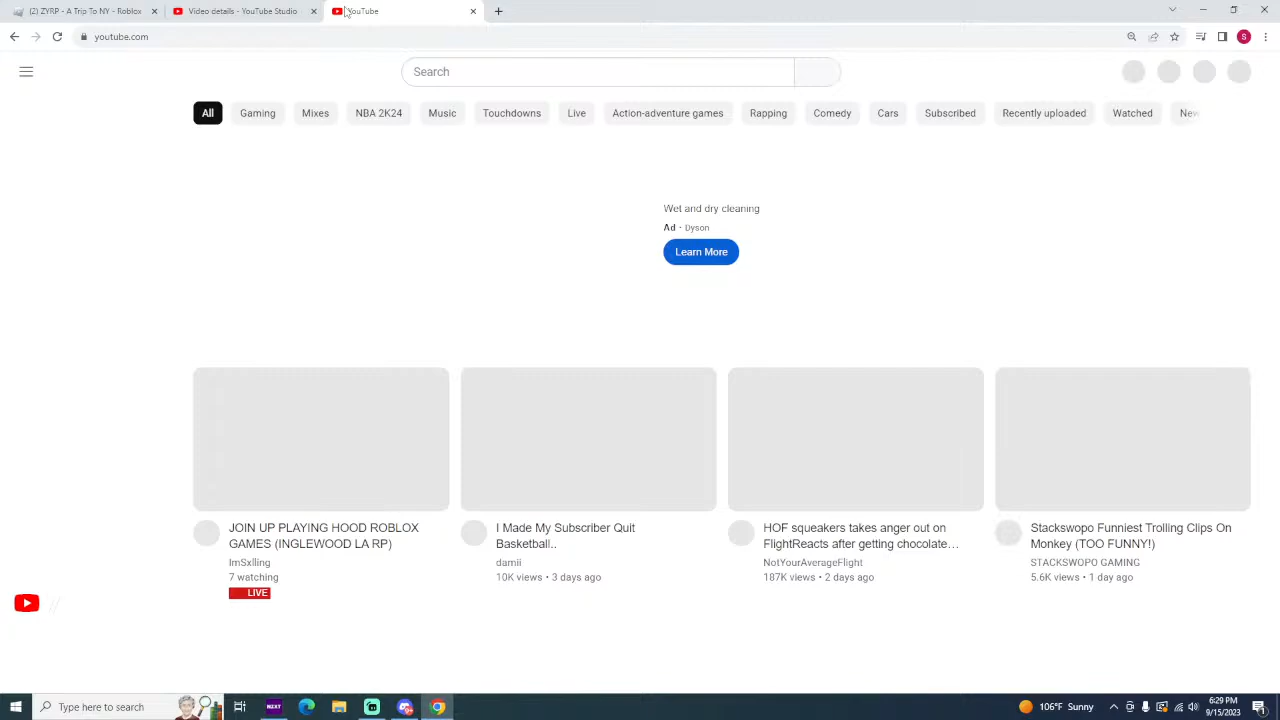 (2) ZYRP - A Trip To NY - Roblox
Video details - YouTube Studio
YouTube
youtube.com
S
Search
All
Gaming
Mixes
NBA 2K24
Music
Touchdowns
Live
Action-adventure games
Rapping
Comedy
Cars
Subscribed
Recently uploaded
Watched
New
Wet and dry cleaning
Ad · Dyson
Learn More
JOIN UP PLAYING HOOD ROBLOX
GAMES (INGLEWOOD LA RP)
ImSxlling
7 watching
LIVE
I Made My Subscriber Quit
Basketball..
damii
10K views • 3 days ago
HOF squeakers takes anger out on
FlightReacts after getting chocolate…
NotYourAverageFlight
187K views • 2 days ago
Stackswopo Funniest Trolling Clips On
Monkey (TOO FUNNY!)
STACKSWOPO GAMING
5.6K views • 1 day ago
Type here to search
NZXT
106°F Sunny
6:29 PM
9/15/2023
1